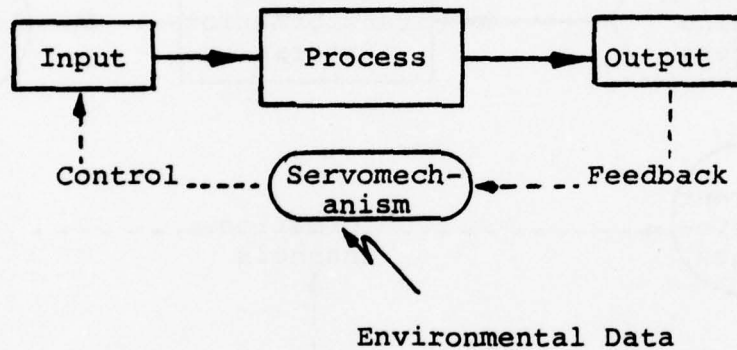 Input
Process
Output
Control
Servomech-
anism
Feedback
Environmental Data